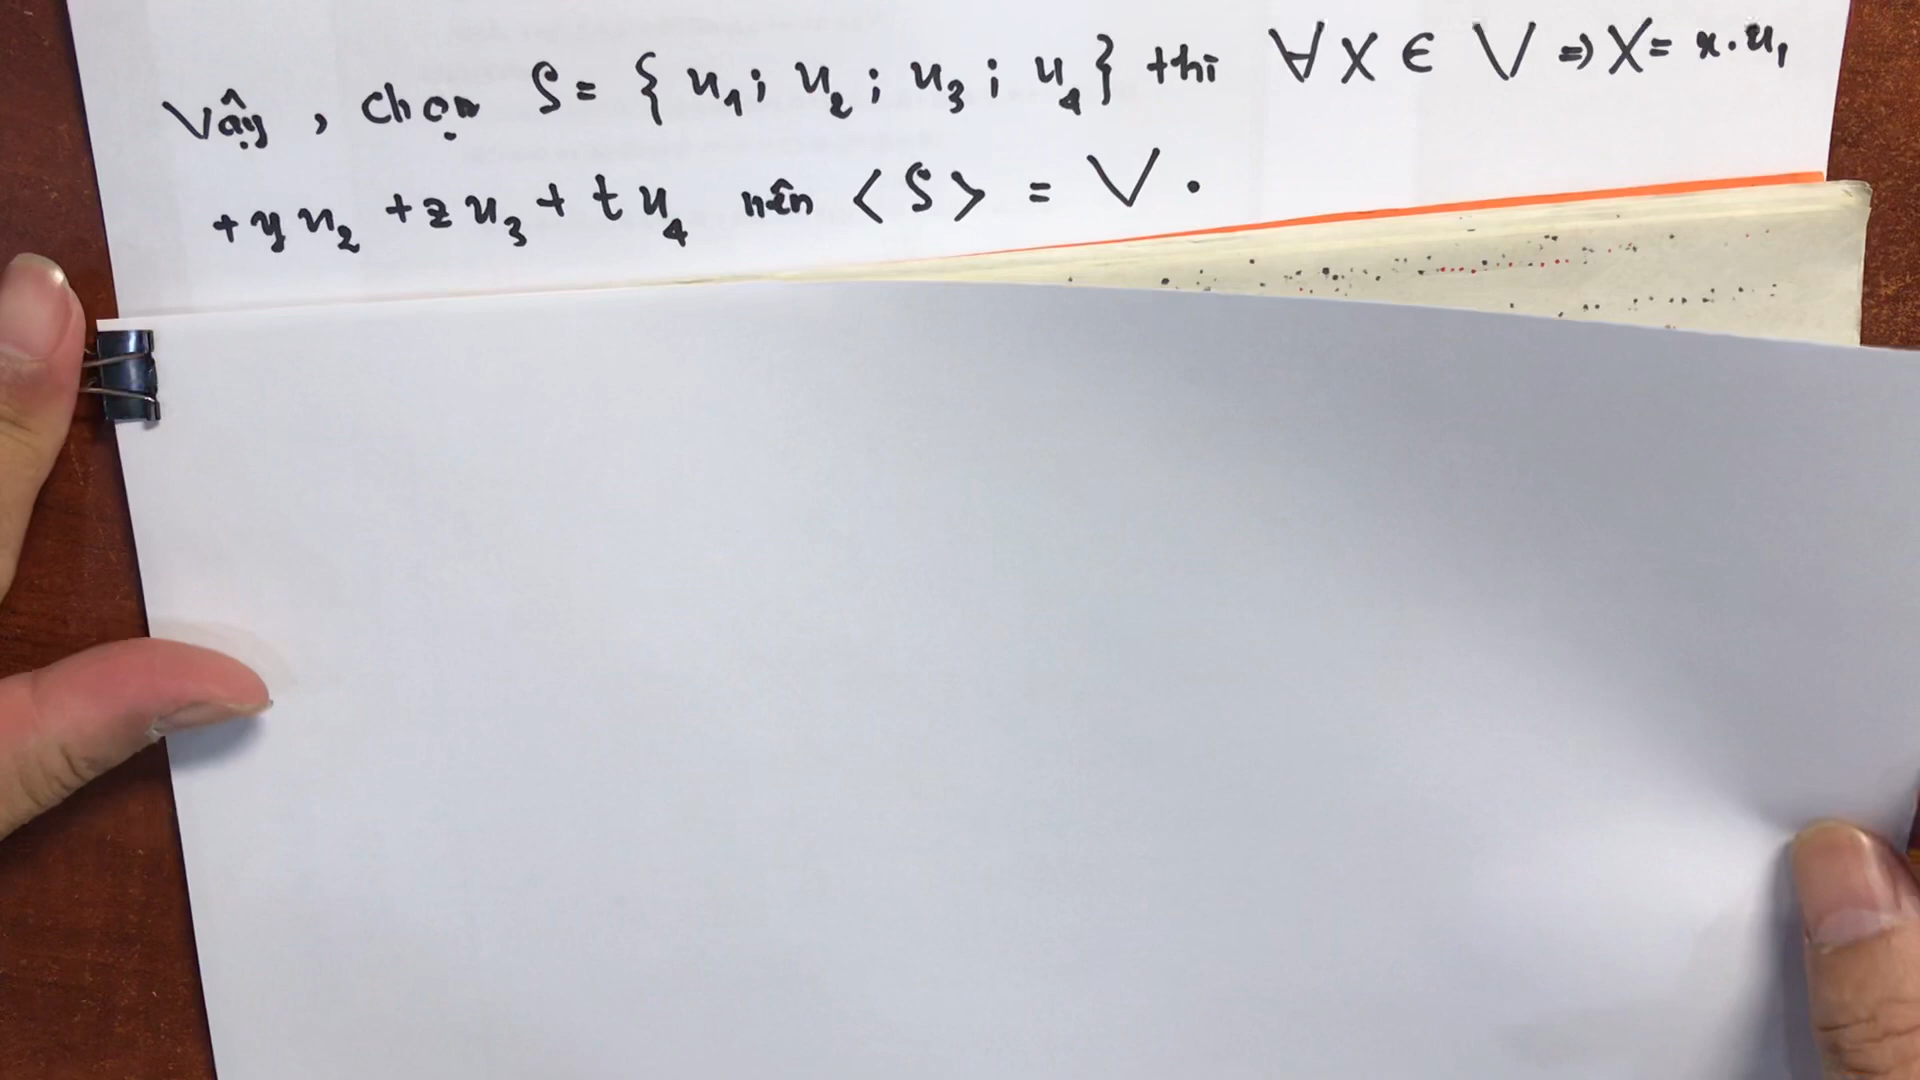 Vậy, chọn S = { u₁; u₂; u₃; u₄} thì ∀X ∈ V ⇒ X = x.u₁
+ y u₂ + z u₃ + t u₄ nên <S> = V.